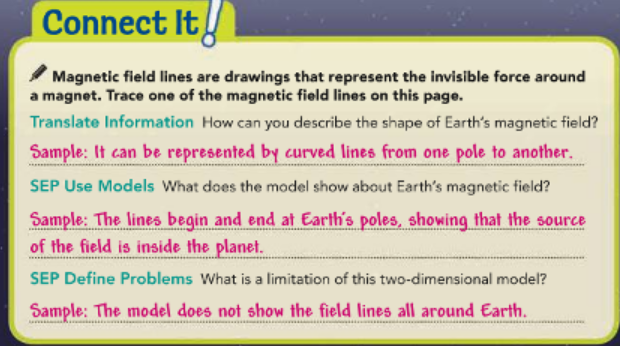 Connect It!
Magnetic field lines are drawings that represent the invisible force around
a magnet. Trace one of the magnetic field lines on this page.
Translate Information How can you describe the shape of Earth's magnetic field?
Sample: It can be represented by curved lines from one pole to another.
SEP Use Models What does the model show about Earth's magnetic field?
Sample: The lines begin and end at Earth's poles, showing that the source
of the field is inside the planet.
SEP Define Problems What is a limitation of this two-dimensional model?
Sample: The model does not show the field lines all around Earth.